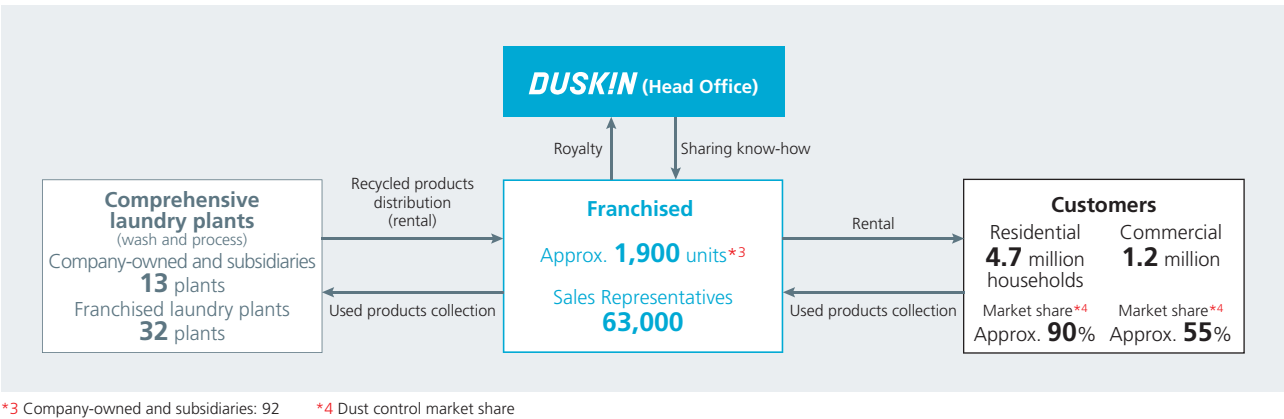 DUSKIN (Head Office)
Royalty
Sharing know-how
Comprehensive
laundry plants
(wash and process)
Company-owned and subsidiaries
13 plants
Franchised laundry plants
32 plants
Recycled products
distribution
(rental)
Used products collection
Franchised
Approx. 1,900 units*3
Sales Representatives
63,000
Rental
Used products collection
Customers
Residential
4.7 million
households
Market share*4
Approx. 90%
Commercial
1.2 million
Market share*4
Approx. 55%
*3 Company-owned and subsidiaries: 92
*4 Dust control market share